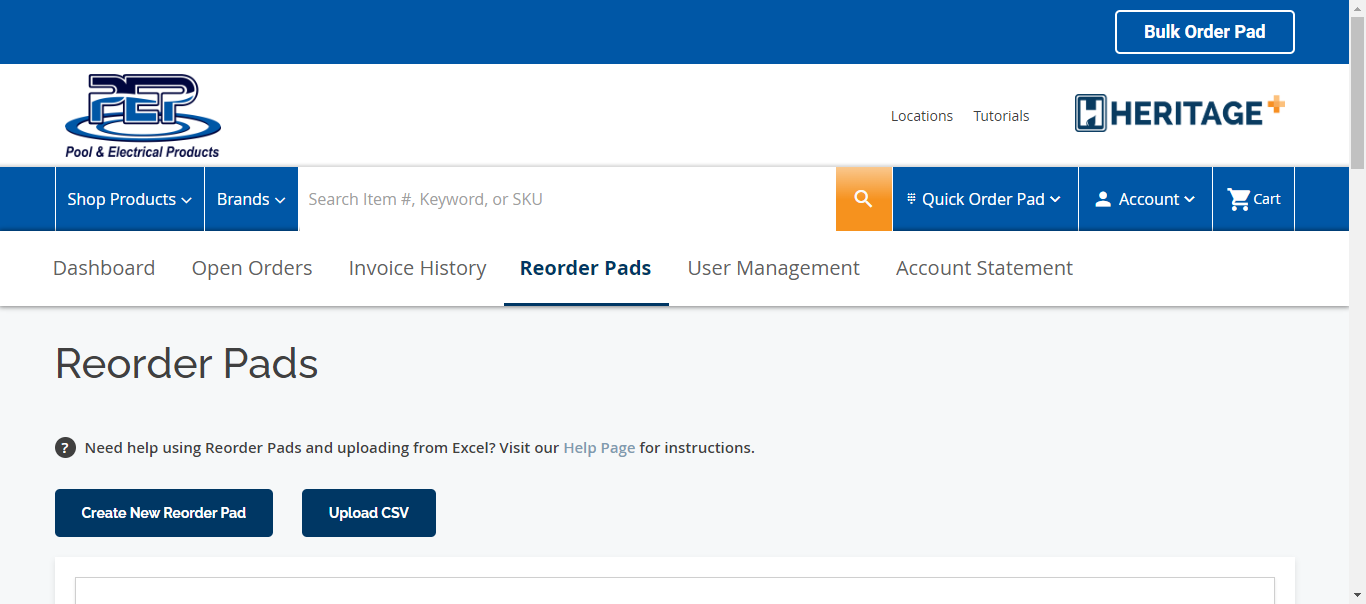 Bulk Order Pad
PEP
Pool & Electrical Products
Locations Tutorials
HERITAGE+
Shop Products Brands Search Item #, Keyword, or SKU Quick Order Pad Account Cart
Dashboard Open Orders Invoice History Reorder Pads User Management Account Statement
Reorder Pads
? Need help using Reorder Pads and uploading from Excel? Visit our Help Page for instructions.
Create New Reorder Pad Upload CSV